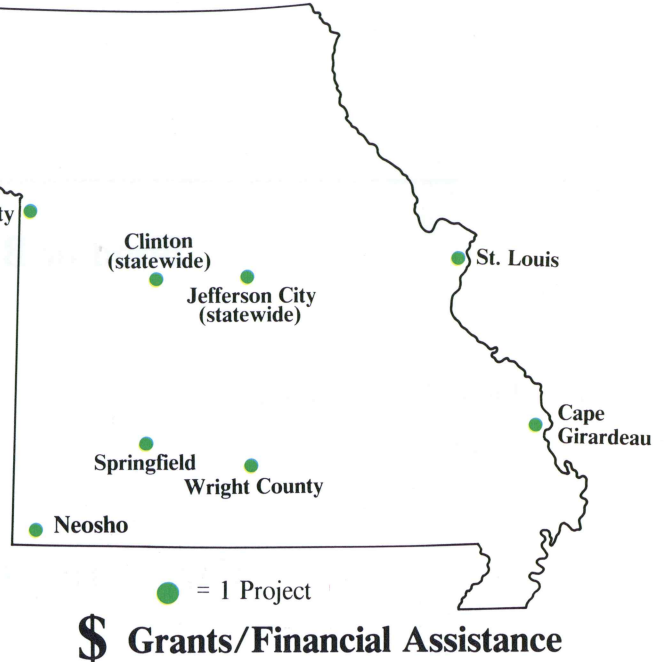 ty
Clinton
(statewide)
St. Louis
Jefferson City
(statewide)
Cape
Girardeau
Springfield
Wright County
Neosho
= 1 Project
$ Grants/Financial Assistance